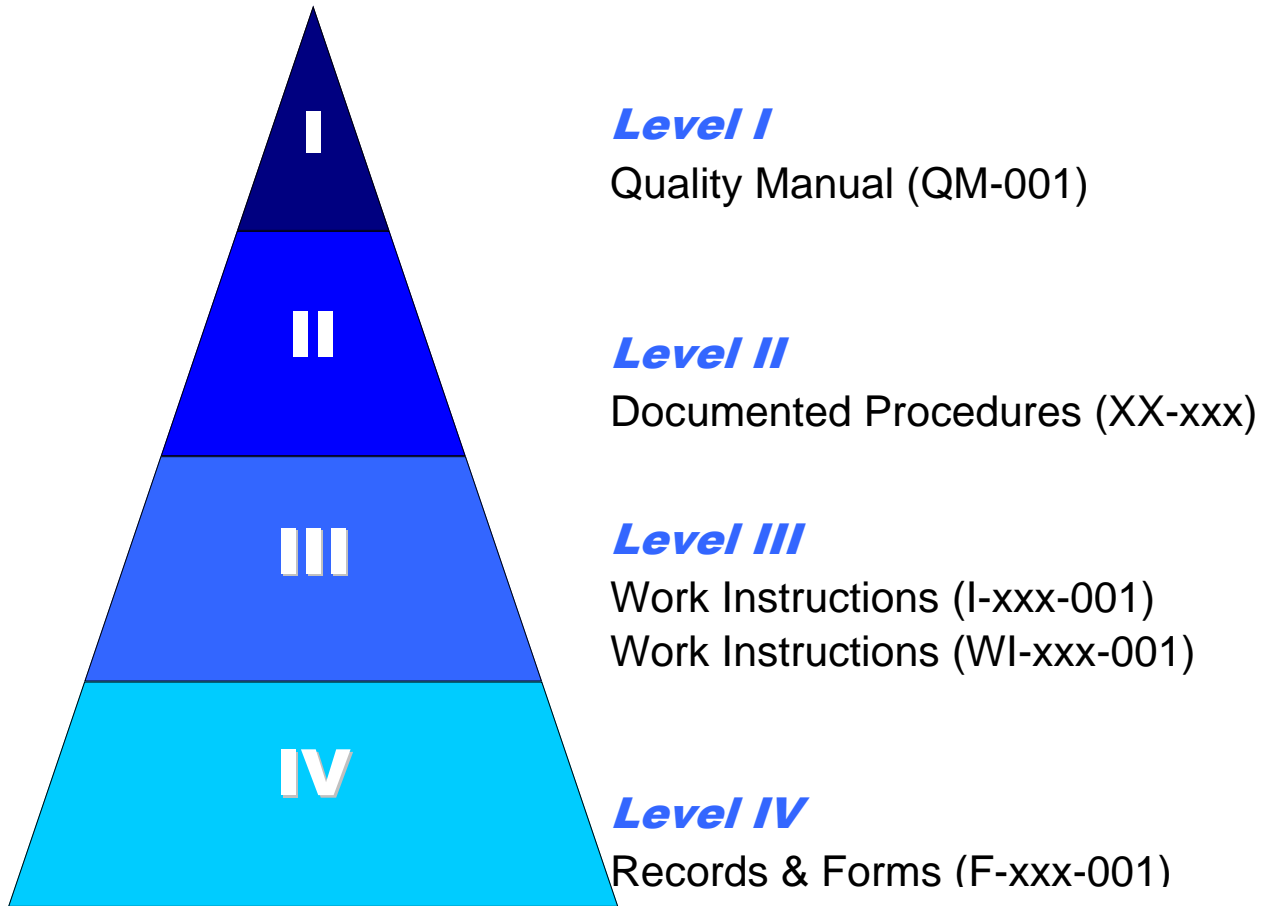 I
Level I
Quality Manual (QM-001)
II
Level II
Documented Procedures (XX-xxx)
III
Level III
Work Instructions (I-xxx-001)
Work Instructions (WI-xxx-001)
IV
Level IV
Records & Forms (F-xxx-001)